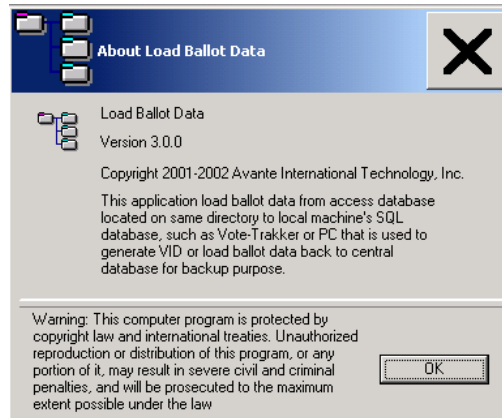 About Load Ballot Data
Load Ballot Data
Version 3.0.0
Copyright 2001-2002 Avante International Technology, Inc.
This application load ballot data from access database
located on same directory to local machine's SQL
database, such as Vote-Trakker or PC that is used to
generate VID or load ballot data back to central
database for backup purpose.
Warning: This computer program is protected by
copyright law and international treaties. Unauthorized
reproduction or distribution of this program, or any
portion of it, may result in severe civil and criminal
penalties, and will be prosecuted to the maximum
extent possible under the law
OK